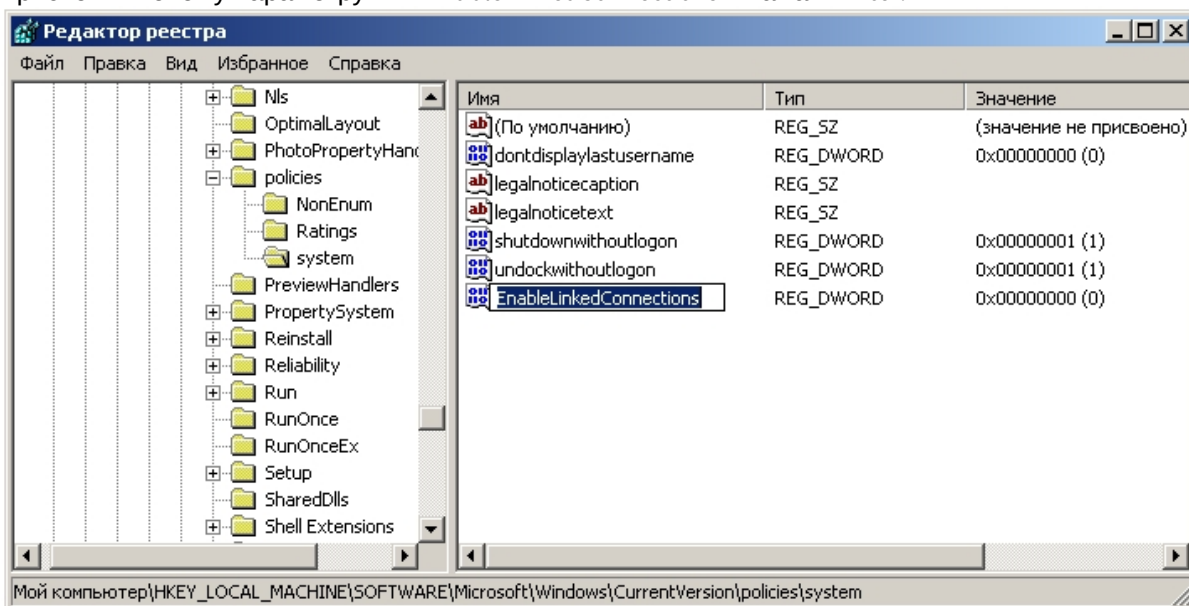 Редактор реестра
Файл Правка Вид Избранное Справка
Nls
OptimalLayout
PhotoPropertyHand
policies
NonEnum
Ratings
system
PreviewHandlers
PropertySystem
Reinstall
Reliability
Run
RunOnce
RunOnceEx
Setup
SharedDlls
Shell Extensions
Имя Тип Значение
(По умолчанию) REG_SZ (значение не присвоено)
dontdisplaylastusername REG_DWORD 0x00000000 (0)
legalnoticecaption REG_SZ
legalnoticetext REG_SZ
shutdownwithoutlogon REG_DWORD 0x00000001 (1)
undockwithoutlogon REG_DWORD 0x00000001 (1)
EnableLinkedConnections REG_DWORD 0x00000000 (0)
Мой компьютер\HKEY_LOCAL_MACHINE\SOFTWARE\Microsoft\Windows\CurrentVersion\policies\system